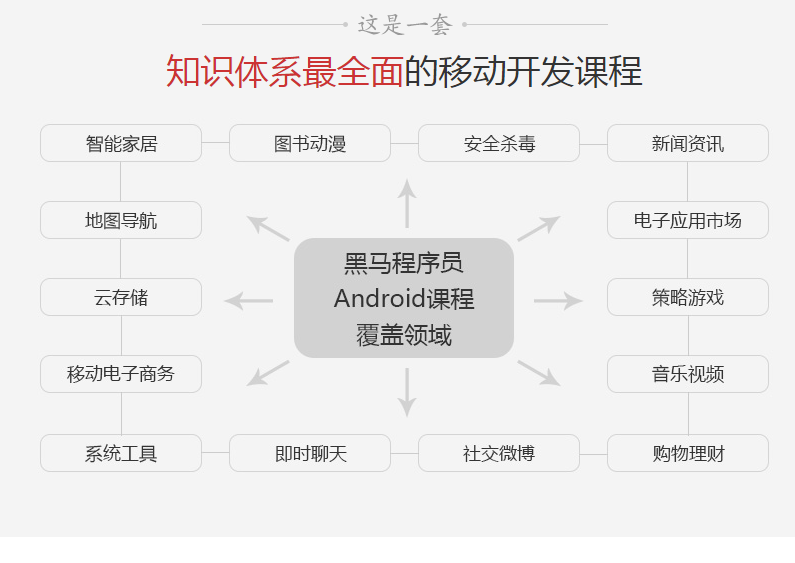 这是一套
知识体系最全面的移动开发课程
智能家居
图书动漫
安全杀毒
新闻资讯
地图导航
电子应用市场
黑马程序员
Android课程
覆盖领域
云存储
策略游戏
移动电子商务
音乐视频
系统工具
即时聊天
社交微博
购物理财